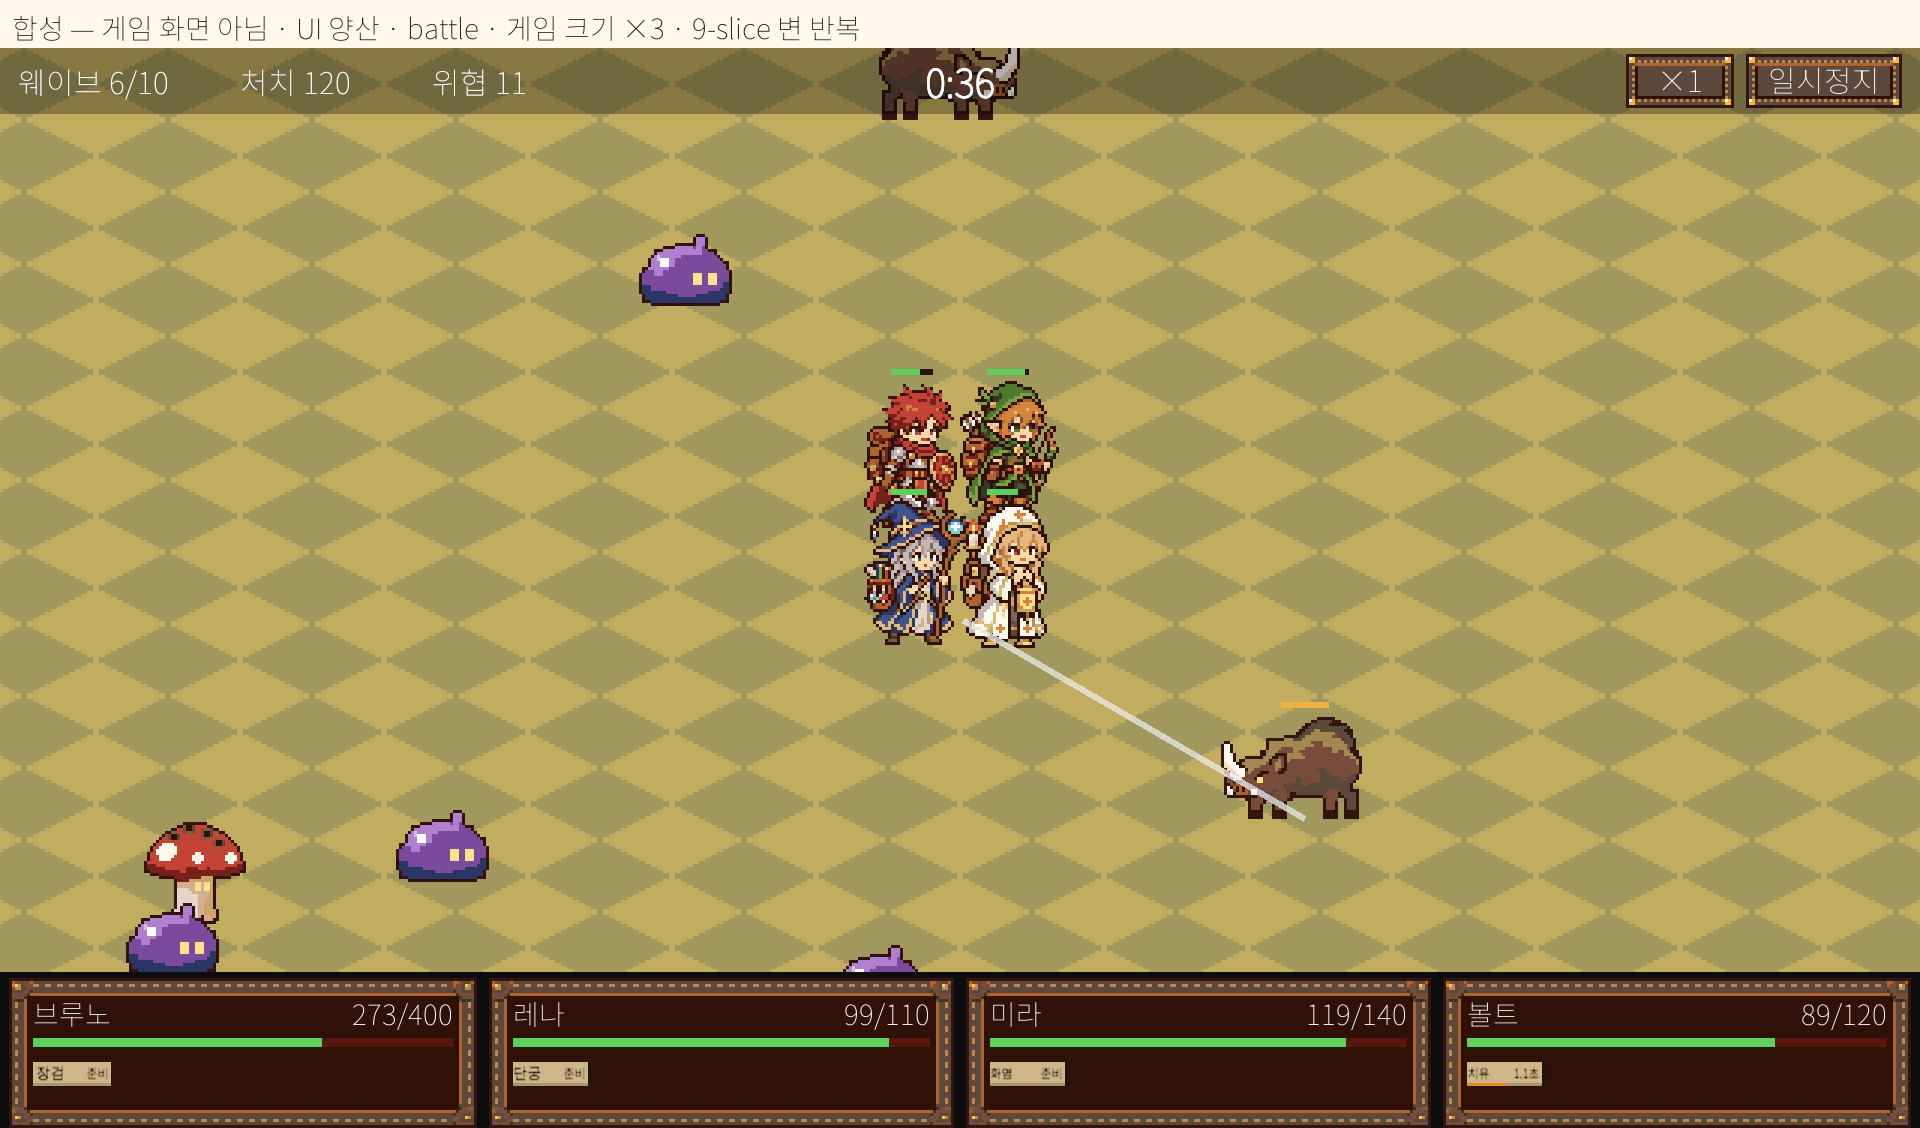 합성 — 게임 화면 아님 · UI 양산 · battle · 게임 크기 ×3 · 9-slice 변 반복
웨이브 6/10 처치 120 위협 11 0:36 ×1 일시정지
브루노 273/400 레나 99/110 미라 119/140 볼트 89/120
장검 준비 단궁 준비 화염 준비 치유 1.1초